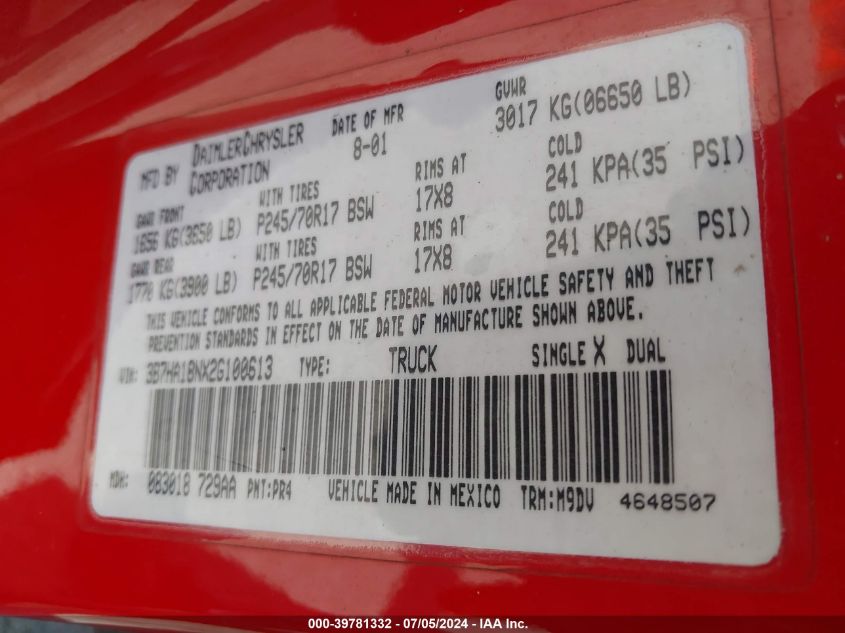 MFD BY DAIMLERCHRYSLER CORPORATION DATE OF MFR 8-01 GVWR 3017 KG(06650 LB)
GAWR FRONT 1656 KG(3650 LB) WITH TIRES P245/70R17 BSW RIMS AT 17X8 COLD 241 KPA(35 PSI)
GAWR REAR 1770 KG(3900 LB) WITH TIRES P245/70R17 BSW RIMS AT 17X8 COLD 241 KPA(35 PSI)
THIS VEHICLE CONFORMS TO ALL APPLICABLE FEDERAL MOTOR VEHICLE SAFETY AND THEFT
PREVENTION STANDARDS IN EFFECT ON THE DATE OF MANUFACTURE SHOWN ABOVE.
VIN: 3B7HA18NX2G100613 TYPE: TRUCK SINGLE X DUAL
MDH: 083018 729AA PNT:PR4 VEHICLE MADE IN MEXICO TRM:M9DV 4648507
000-39781332 - 07/05/2024 - IAA Inc.